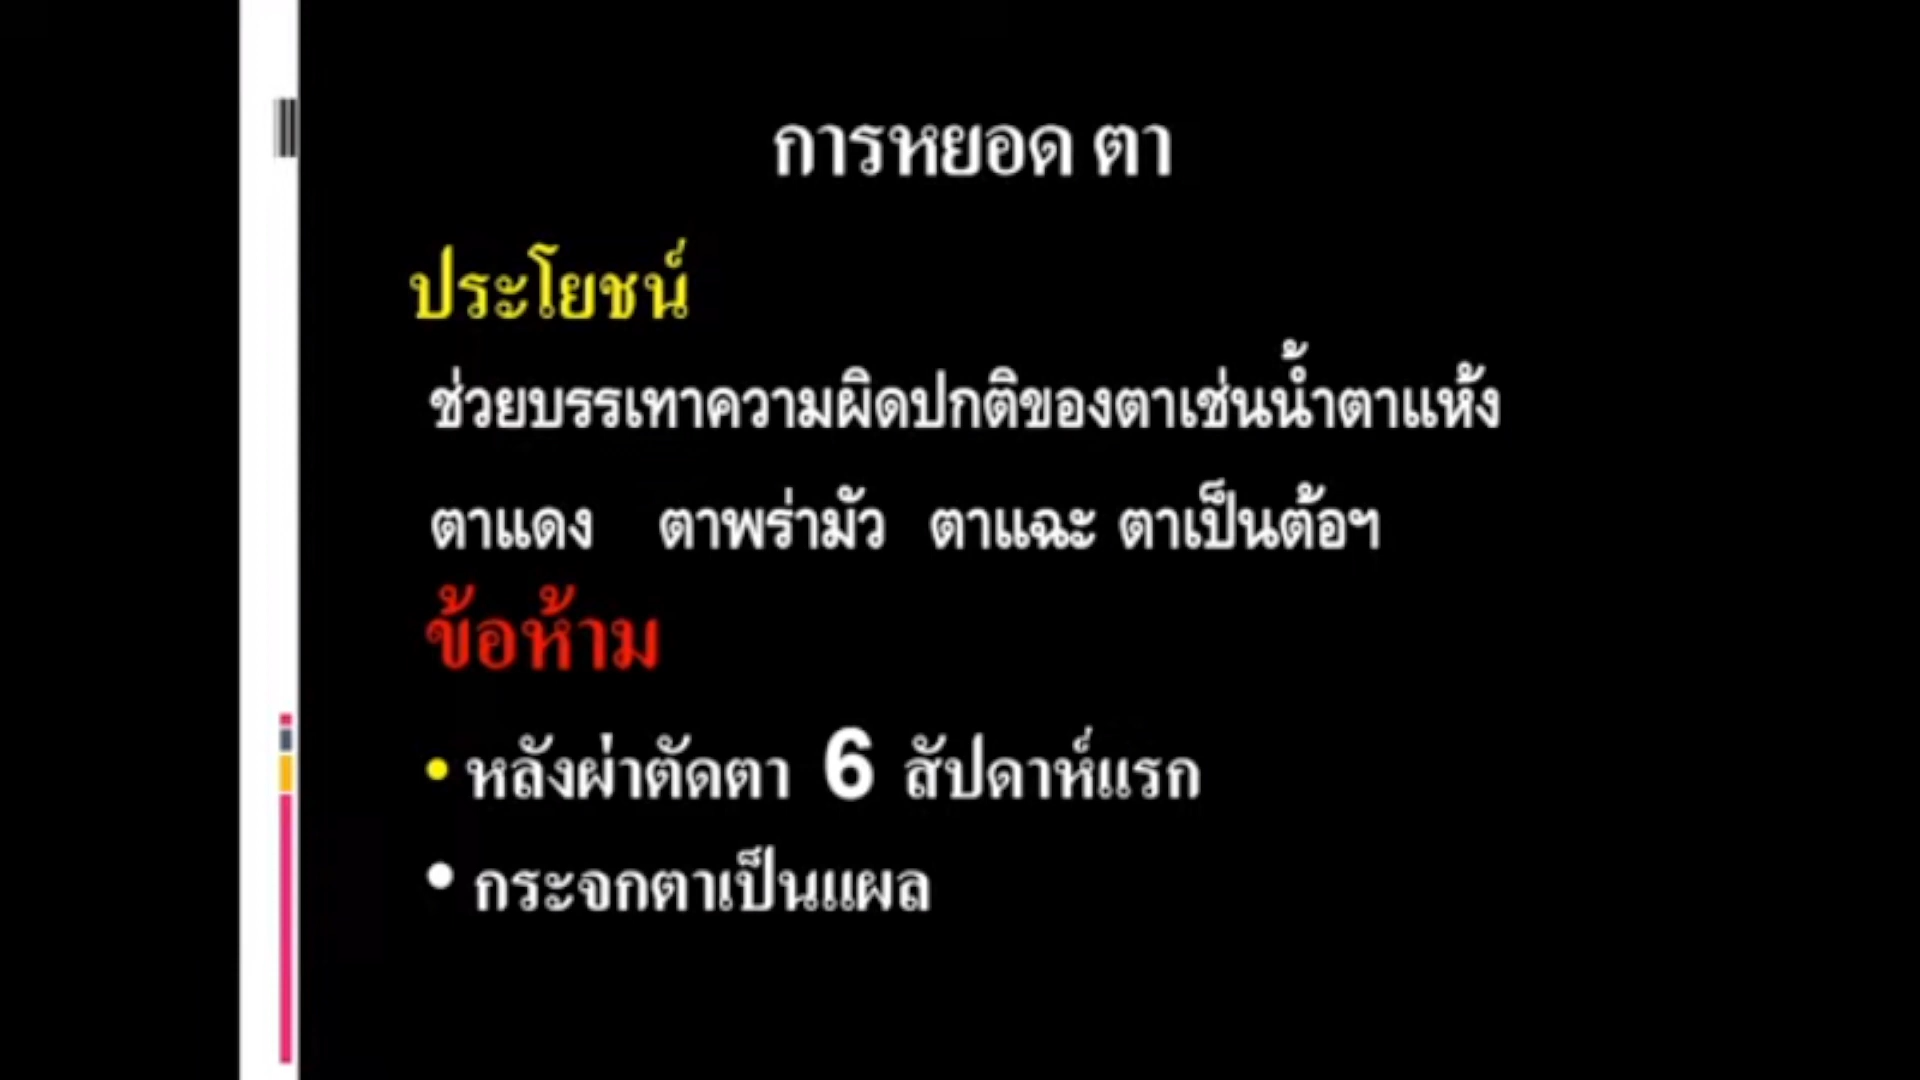 การหยอด ตา
ประโยชน์
ช่วยบรรเทาความผิดปกติของตาเช่นน้ำตาแห้ง
ตาแดง ตาพร่ามัว ตาแฉะ ตาเป็นต้อฯ
ข้อห้าม
• หลังผ่าตัดตา 6 สัปดาห์แรก
• กระจกตาเป็นแผล